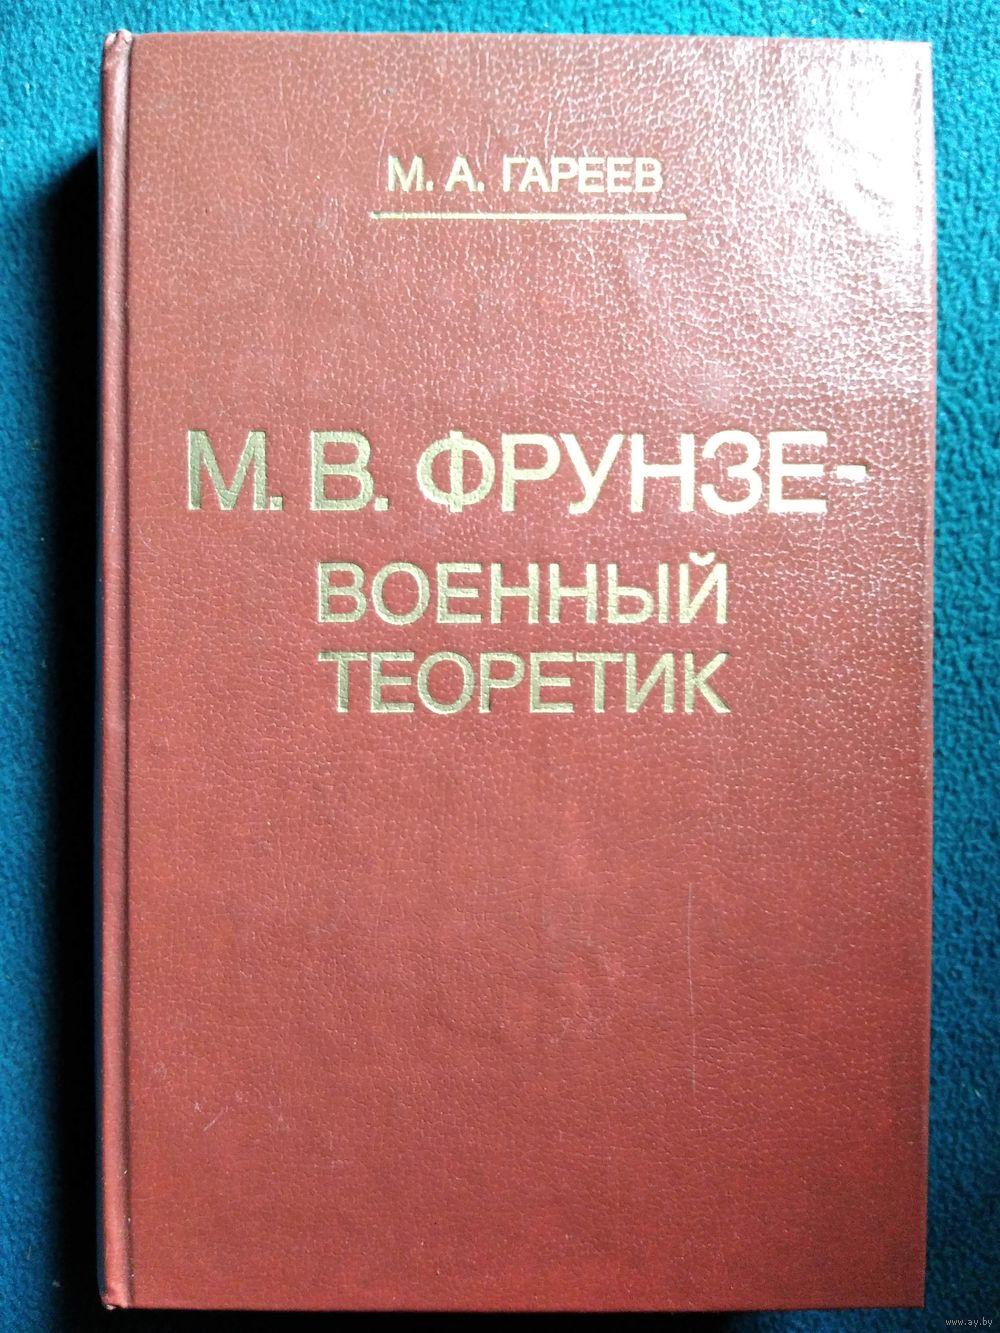 М. А. ГАРЕЕВ
М. В. ФРУНЗЕ-
ВОЕННЫЙ
ТЕОРЕТИК
www.ay.by